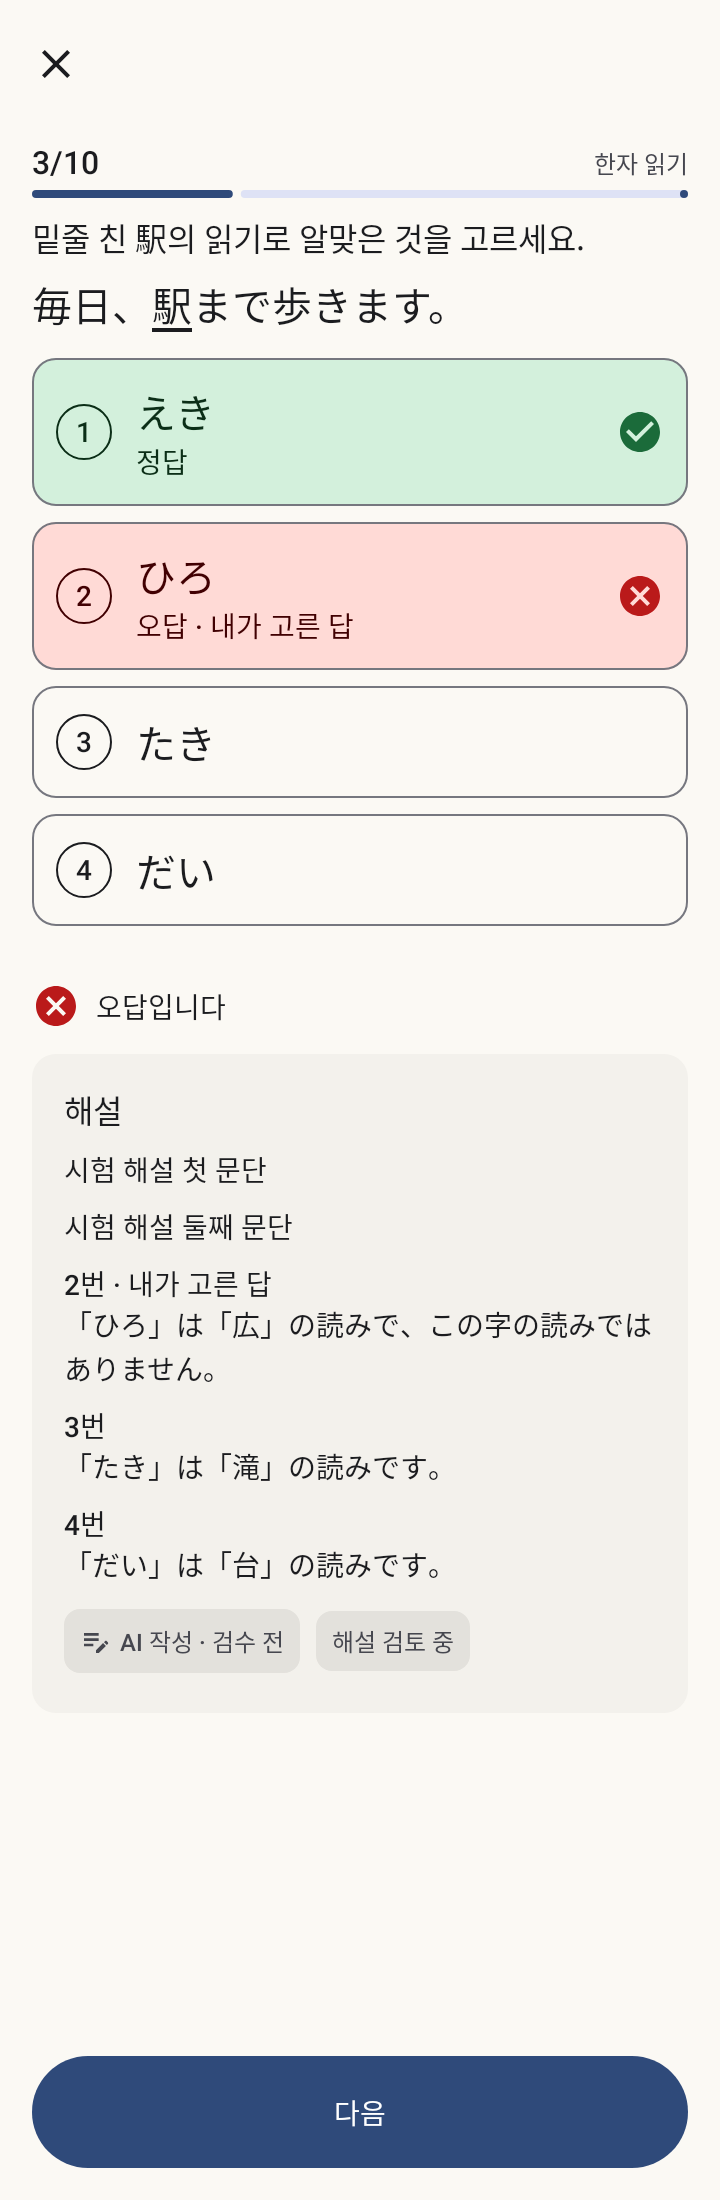 3/10
한자 읽기
밑줄 친 駅의 읽기로 알맞은 것을 고르세요.
毎日、駅まで歩きます。
1
えき
정답
2
ひろ
오답 · 내가 고른 답
3
たき
4
だい
오답입니다
해설
시험 해설 첫 문단
시험 해설 둘째 문단
2번 · 내가 고른 답
「ひろ」は「広」の読みで、この字の読みでは
ありません。
3번
「たき」は「滝」の読みです。
4번
「だい」は「台」の読みです。
AI 작성 · 검수 전
해설 검토 중
다음